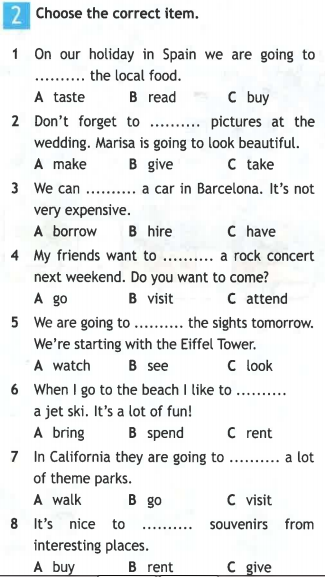 2 Choose the correct item.
1 On our holiday in Spain we are going to
.......... the local food.
A taste B read C buy
2 Don't forget to .......... pictures at the
wedding. Marisa is going to look beautiful.
A make B give C take
3 We can .......... a car in Barcelona. It's not
very expensive.
A borrow B hire C have
4 My friends want to .......... a rock concert
next weekend. Do you want to come?
A go B visit C attend
5 We are going to .......... the sights tomorrow.
We're starting with the Eiffel Tower.
A watch B see C look
6 When I go to the beach I like to ..........
a jet ski. It's a lot of fun!
A bring B spend C rent
7 In California they are going to .......... a lot
of theme parks.
A walk B go C visit
8 It's nice to .......... souvenirs from
interesting places.
A buy B rent C give